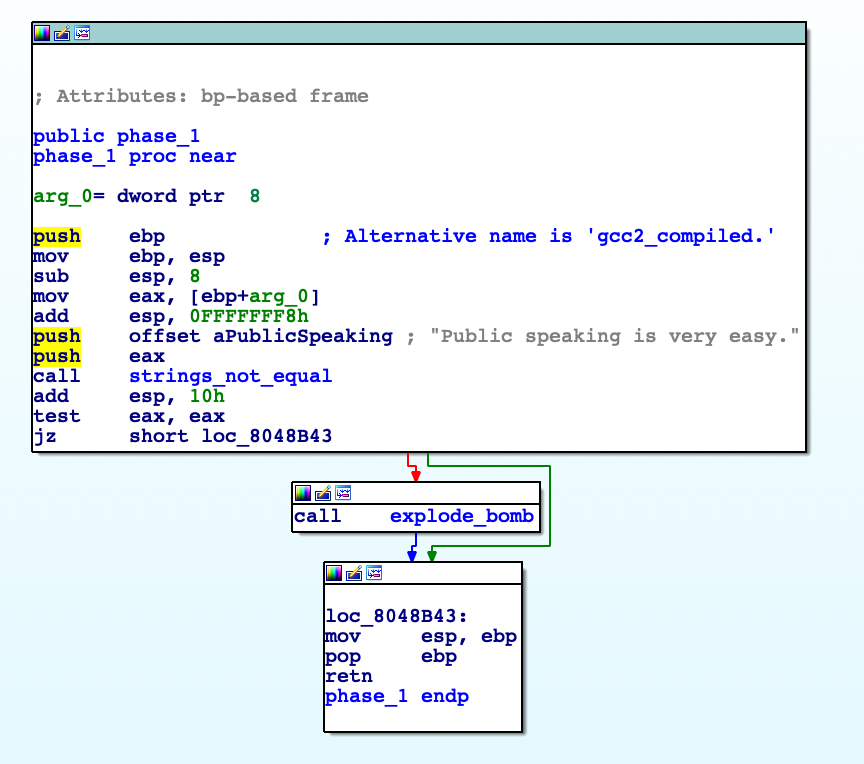 ; Attributes: bp-based frame
public phase_1
phase_1 proc near
arg_0= dword ptr  8
push    ebp             ; Alternative name is 'gcc2_compiled.'
mov     ebp, esp
sub     esp, 8
mov     eax, [ebp+arg_0]
add     esp, 0FFFFFFF8h
push    offset aPublicSpeaking ; "Public speaking is very easy."
push    eax
call    strings_not_equal
add     esp, 10h
test    eax, eax
jz      short loc_8048B43
call    explode_bomb
loc_8048B43:
mov     esp, ebp
pop     ebp
retn
phase_1 endp